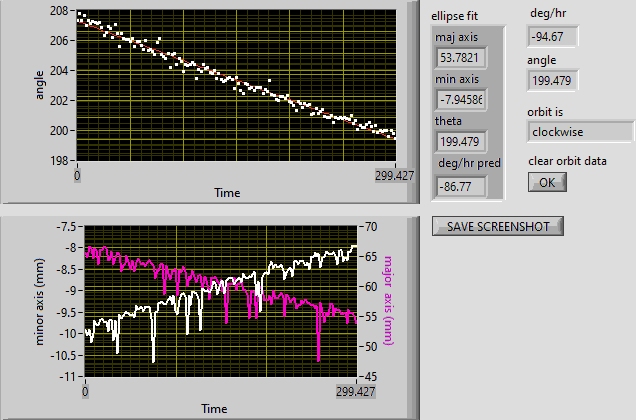 208
206
204
202
200
198
angle
0
299.427
Time
ellipse fit
maj axis
53.7821
min axis
-7.94586
theta
199.479
deg/hr pred
-86.77
deg/hr
-94.67
angle
199.479
orbit is
clockwise
clear orbit data
OK
SAVE SCREENSHOT
-7.5
-8
-8.5
-9
-9.5
-10
-10.5
-11
minor axis (mm)
70
65
60
55
50
45
major axis (mm)
0
299.427
Time